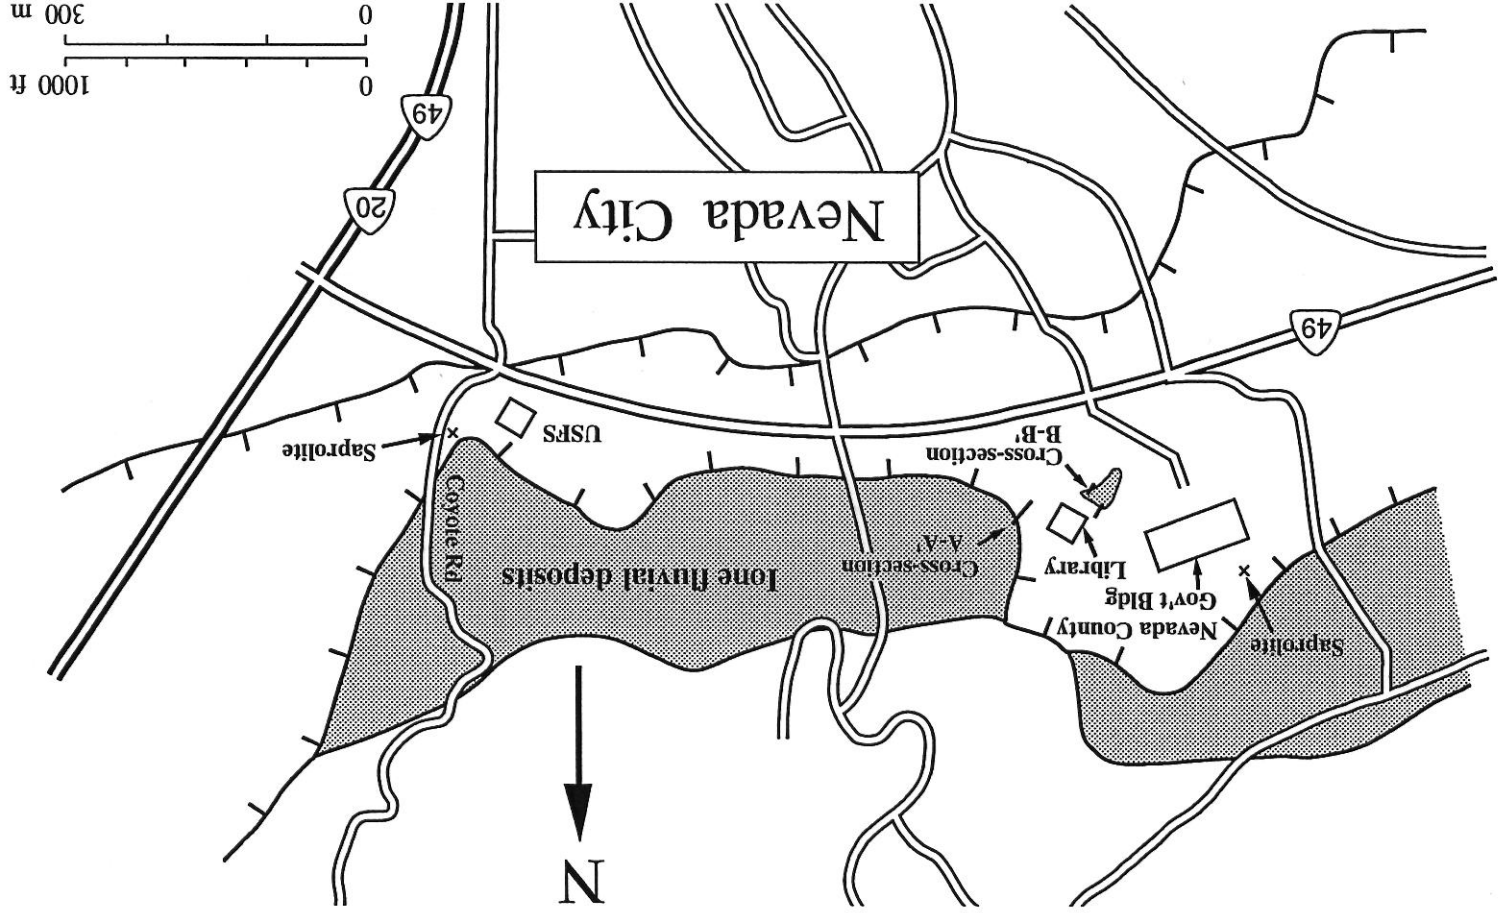 N
Saprolite
Nevada County
Gov't Bldg
Library
Cross-section
A-A'
Ione fluvial deposits
Coyote Rd
Cross-section
B-B'
USFS
Saprolite
49
Nevada City
20
49
0
1000 ft
0
300 m